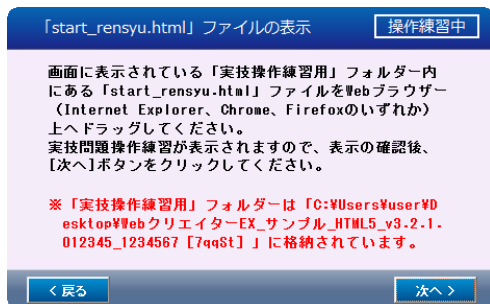 「start_rensyu.html」ファイルの表示
操作練習中
画面に表示されている「実技操作練習用」フォルダー内
にある「start_rensyu.html」ファイルをWebブラウザー
（Internet Explorer、Chrome、Firefoxのいずれか）
上へドラッグしてください。
実技問題操作練習が表示されますので、表示の確認後、
[次へ]ボタンをクリックしてください。
※「実技操作練習用」フォルダーは「C:¥Users¥user¥D
esktop¥WebクリエイターEX_サンプル_HTML5_v3.2.1.
012345_1234567 [7qqSt] 」に格納されています。
< 戻る
次へ >